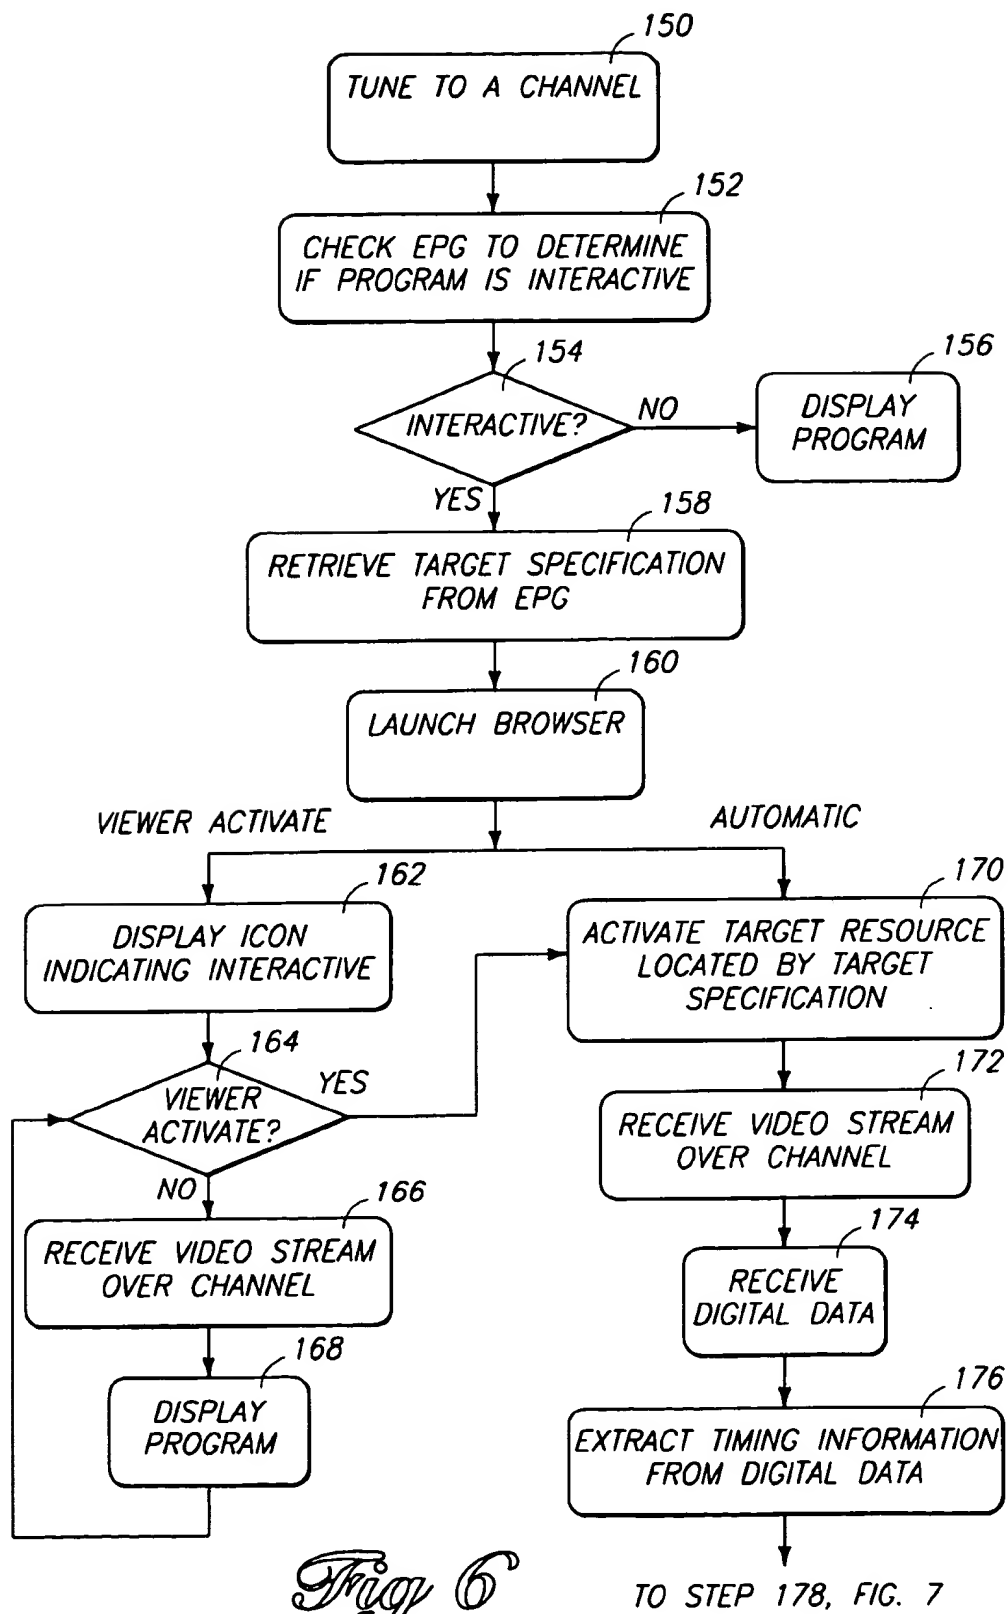 150
TUNE TO A CHANNEL
152
CHECK EPG TO DETERMINE
IF PROGRAM IS INTERACTIVE
154
INTERACTIVE?
NO
156
DISPLAY
PROGRAM
YES
158
RETRIEVE TARGET SPECIFICATION
FROM EPG
160
LAUNCH BROWSER
VIEWER ACTIVATE
AUTOMATIC
162
DISPLAY ICON
INDICATING INTERACTIVE
164
VIEWER
ACTIVATE?
YES
NO
166
RECEIVE VIDEO STREAM
OVER CHANNEL
168
DISPLAY
PROGRAM
170
ACTIVATE TARGET RESOURCE
LOCATED BY TARGET
SPECIFICATION
172
RECEIVE VIDEO STREAM
OVER CHANNEL
174
RECEIVE
DIGITAL DATA
176
EXTRACT TIMING INFORMATION
FROM DIGITAL DATA
TO STEP 178, FIG. 7
Fig 6